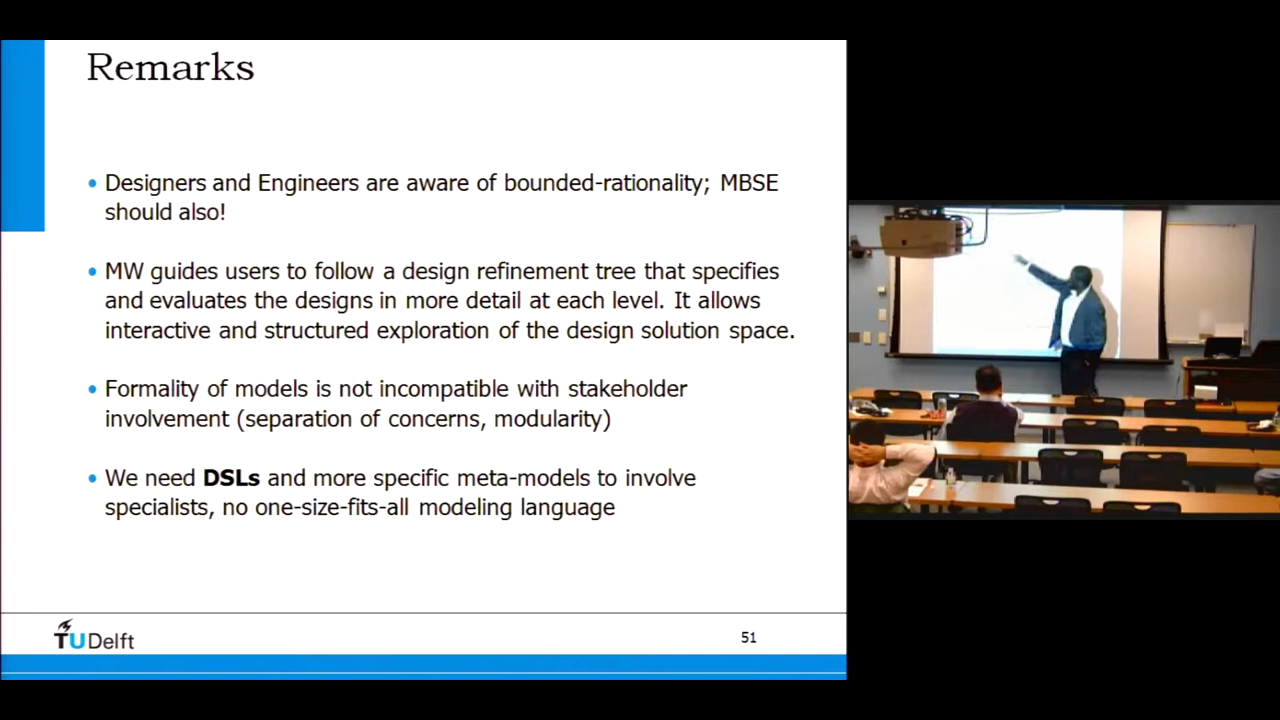 Remarks
• Designers and Engineers are aware of bounded-rationality; MBSE
should also!
• MW guides users to follow a design refinement tree that specifies
and evaluates the designs in more detail at each level. It allows
interactive and structured exploration of the design solution space.
• Formality of models is not incompatible with stakeholder
involvement (separation of concerns, modularity)
• We need DSLs and more specific meta-models to involve
specialists, no one-size-fits-all modeling language
TUDelft
51